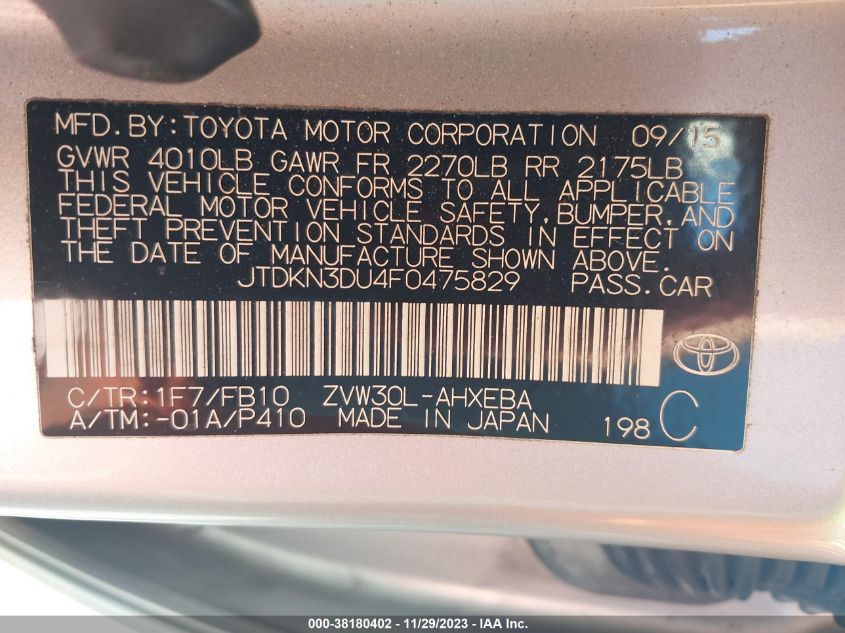 MFD.BY:TOYOTA MOTOR CORPORATION 09/15
GVWR 4010LB GAWR FR 2270LB RR 2175LB
THIS VEHICLE CONFORMS TO ALL APPLICABLE
FEDERAL MOTOR VEHICLE SAFETY,BUMPER,AND
THEFT PREVENTION STANDARDS IN EFFECT ON
THE DATE OF MANUFACTURE SHOWN ABOVE.
JTDKN3DU4F0475829 PASS.CAR
C/TR:1F7/FB10 ZVW30L-AHXEBA
A/TM:-01A/P410 MADE IN JAPAN 198 C
000-38180402 - 11/29/2023 - IAA Inc.